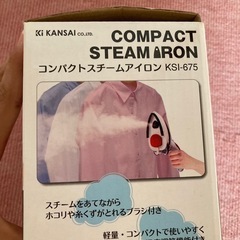 Ki KANSAI CO.,LTD.
COMPACT
STEAM IRON
コンパクトスチームアイロン KSI-675
スチームをあてながら
ホコリや糸くずがとれるブラシ付き
軽量・コンパクトで使いやすく